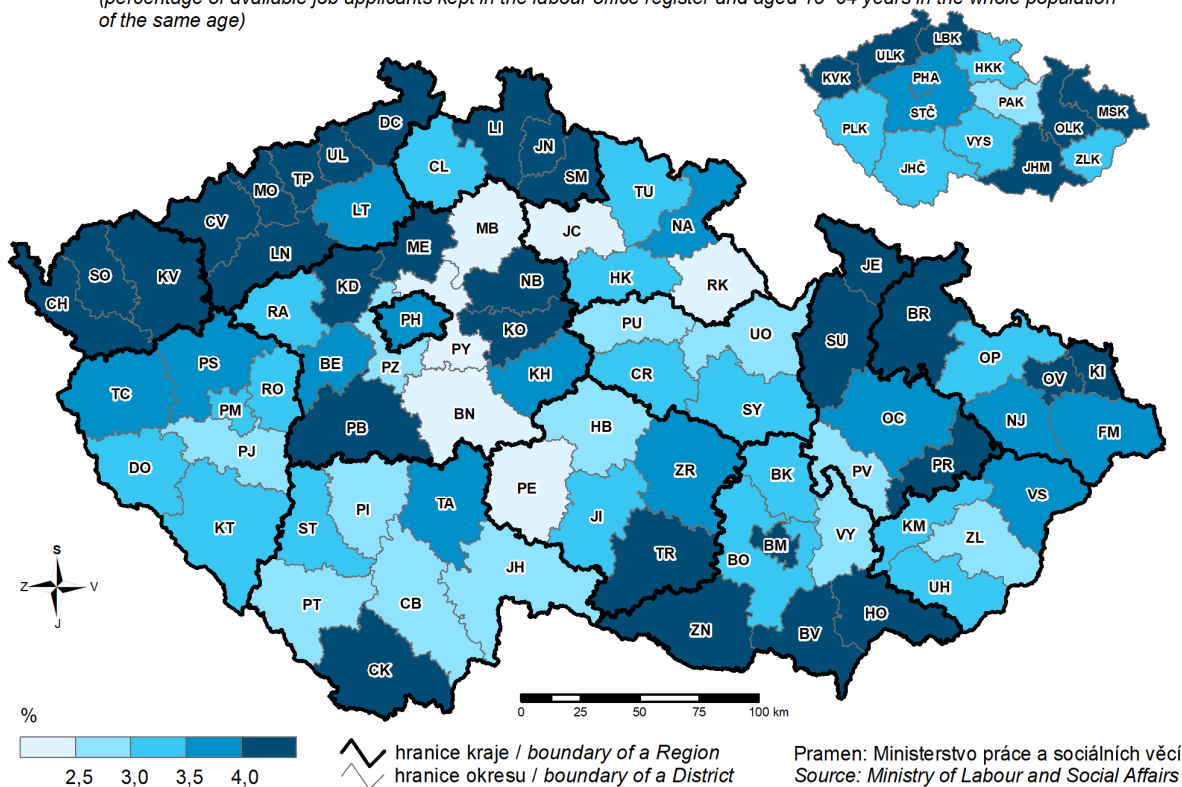 (percentage of available job applicants kept in the labour office register and aged 15–64 years in the whole population
of the same age)
LBK
ULK
HKK
KVK
PHA
PAK
MSK
STČ
OLK
PLK
VYS
ZLK
JHČ
JHM
DC
LI
JN
UL
CL
TP
SM
MO
TU
LT
CV
MB
JC
NA
ME
LN
SO
KV
NB
HK
JE
KD
RK
CH
RA
BR
PH
KO
PU
UO
SU
PY
OP
PS
BE
PZ
KH
CR
OV
KI
TC
RO
PM
SY
BN
OC
NJ
FM
PB
HB
PJ
DO
PR
ZR
BK
PV
PE
VS
TA
PI
JI
ST
KT
KM
VY
ZL
TR
BM
BO
JH
UH
PT
CB
HO
ZN
BV
CK
S
Z V
J
0 25 50 75 100 km
%
2,5 3,0 3,5 4,0
hranice kraje / boundary of a Region
hranice okresu / boundary of a District
Pramen: Ministerstvo práce a sociálních věcí
Source: Ministry of Labour and Social Affairs